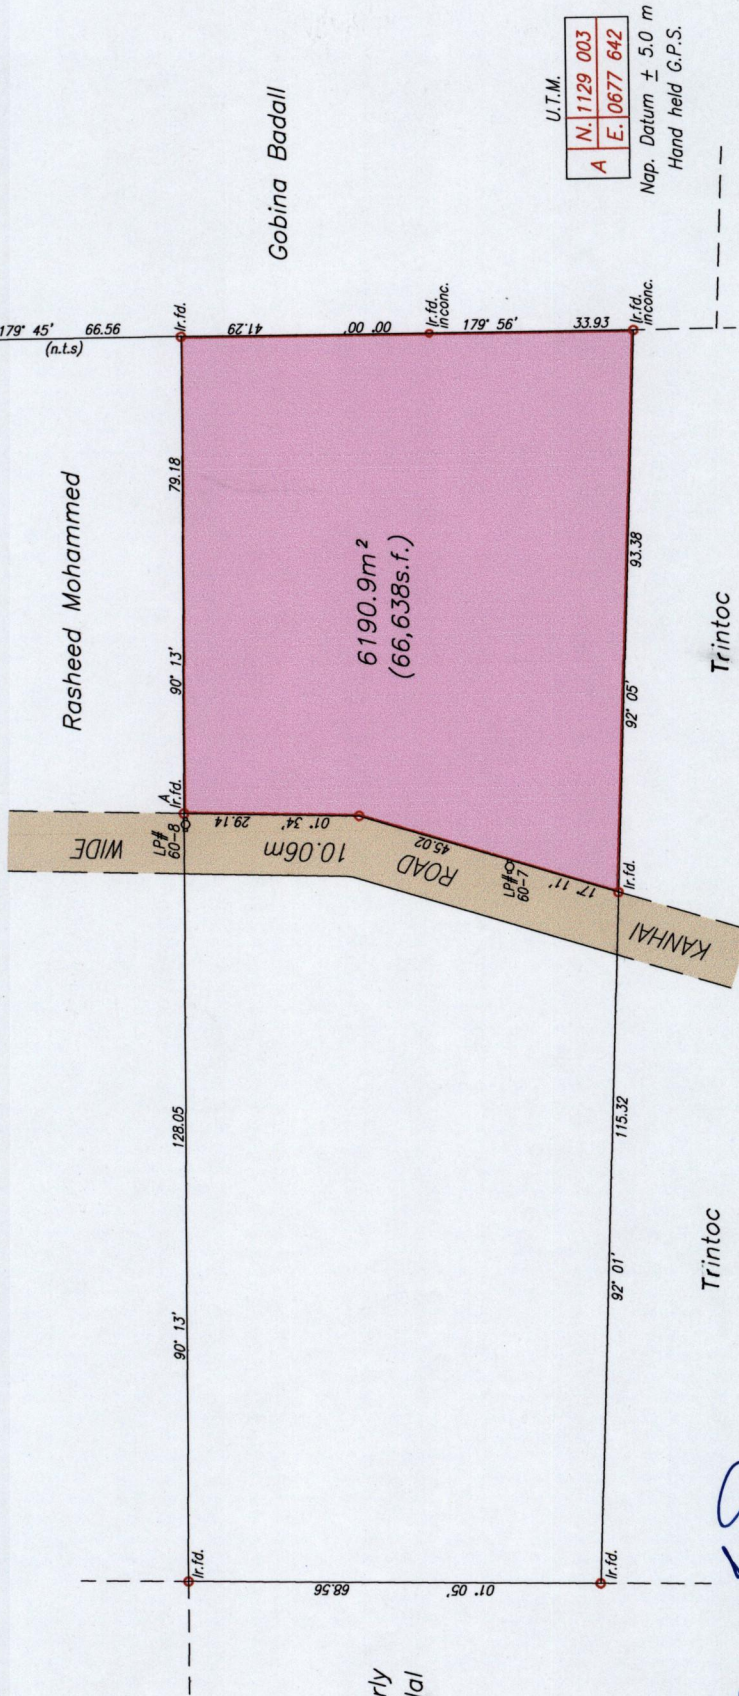 U.T.M.
A N. 1129 003
E. 0677 642
Nap. Datum ± 5.0 m
Hand held G.P.S.
Gobina Badall
179° 45' 66.56
(n.t.s)
Ir.fd.
41.29
00' 00'
Ir.fd.
inconc.
179° 56'
33.93
Ir.fd.
inconc.
Rasheed Mohammed
79.18
90° 13'
6190.9m²
(66,638s.f.)
93.38
92° 05'
Trintoc
A
Ir.fd.
LP#
60-8
29.14
01° 34'
45.02
LP#
60-7
17° 11'
Ir.fd.
KANHAI
ROAD
10.06m
WIDE
128.05
90° 13'
115.32
92° 01'
Trintoc
Ir.fd.
68.56
01° 05'
Ir.fd.